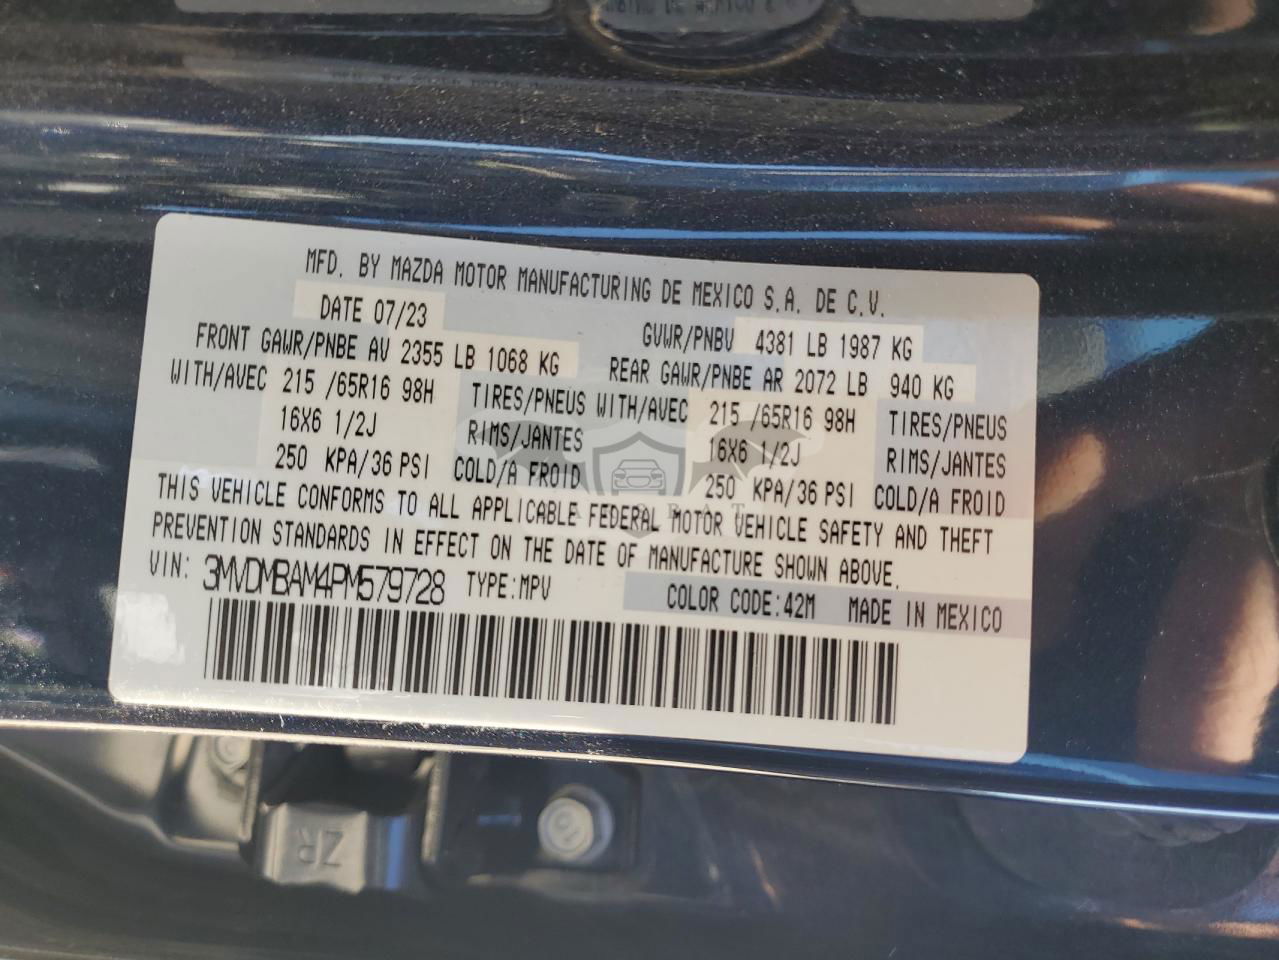 MFD. BY MAZDA MOTOR MANUFACTURING DE MEXICO S.A. DE C.V.
DATE 07/23 GVWR/PNBV 4381 LB 1987 KG
FRONT GAWR/PNBE AV 2355 LB 1068 KG REAR GAWR/PNBE AR 2072 LB 940 KG
WITH/AVEC 215 /65R16 98H TIRES/PNEUS WITH/AVEC 215 /65R16 98H TIRES/PNEUS
16X6 1/2J RIMS/JANTES 16X6 1/2J RIMS/JANTES
250 KPA/36 PSI COLD/A FROID 250 KPA/36 PSI COLD/A FROID
THIS VEHICLE CONFORMS TO ALL APPLICABLE FEDERAL MOTOR VEHICLE SAFETY AND THEFT
PREVENTION STANDARDS IN EFFECT ON THE DATE OF MANUFACTURE SHOWN ABOVE.
VIN: 3MVDMBAM4PM579728 TYPE:MPV COLOR CODE:42M MADE IN MEXICO
ZR